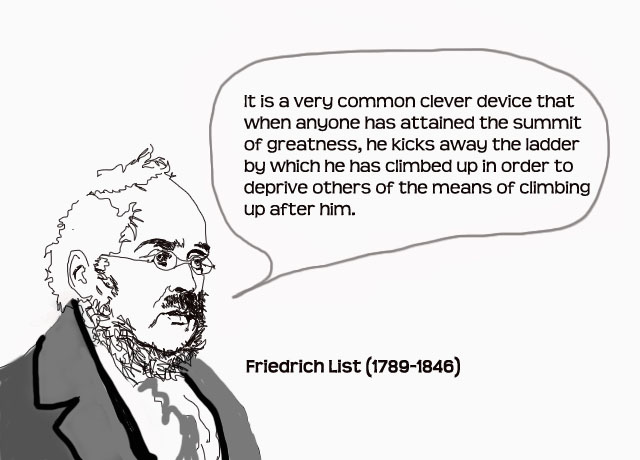 It is a very common clever device that
when anyone has attained the summit
of greatness, he kicks away the ladder
by which he has climbed up in order to
deprive others of the means of climbing
up after him.
Friedrich List (1789-1846)